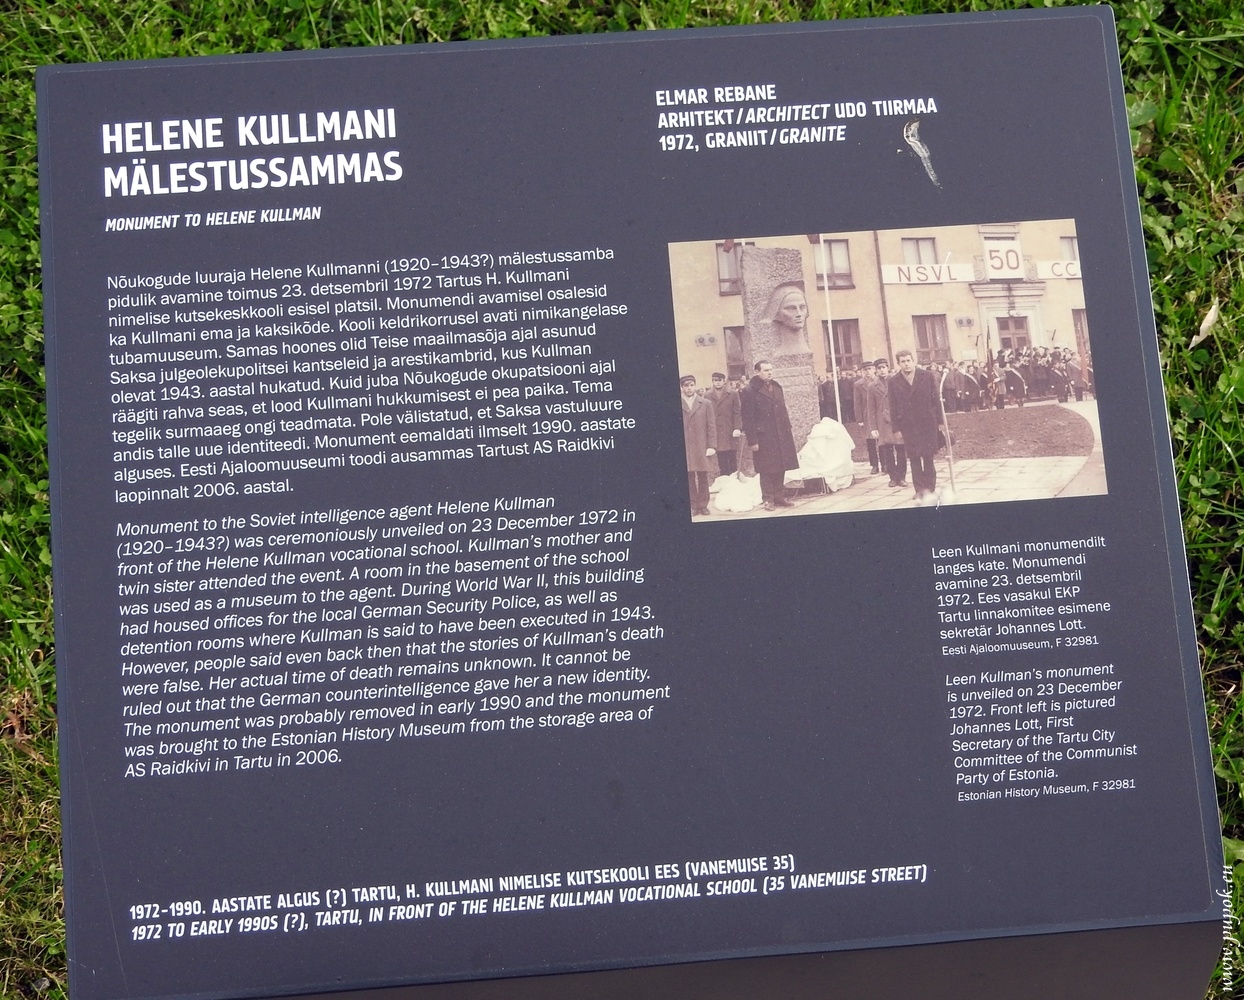 HELENE KULLMANI
MÄLESTUSSAMMAS
MONUMENT TO HELENE KULLMAN
ELMAR REBANE
ARHITEKT/ARCHITECT UDO TIIRMAA
1972, GRANIIT/GRANITE
Nõukogude luuraja Helene Kullmanni (1920–1943?) mälestussamba
pidulik avamine toimus 23. detsembril 1972 Tartus H. Kullmani
nimelise kutsekeskkooli esisel platsil. Monumendi avamisel osalesid
ka Kullmani ema ja kaksikõde. Kooli keldrikorrusel avati nimikangelase
tubamuuseum. Samas hoones olid Teise maailmasõja ajal asunud
Saksa julgeolekupolitsei kantseleid ja arestikambrid, kus Kullman
olevat 1943. aastal hukatud. Kuid juba Nõukogude okupatsiooni ajal
räägiti rahva seas, et lood Kullmani hukkumisest ei pea paika. Tema
tegelik surmaaeg ongi teadmata. Pole välistatud, et Saksa vastuluure
andis talle uue identiteedi. Monument eemaldati ilmselt 1990. aastate
alguses. Eesti Ajaloomuuseumi toodi ausammas Tartust AS Raidkivi
laopinnalt 2006. aastal.
Monument to the Soviet intelligence agent Helene Kullman
(1920–1943?) was ceremoniously unveiled on 23 December 1972 in
front of the Helene Kullman vocational school. Kullman's mother and
twin sister attended the event. A room in the basement of the school
was used as a museum to the agent. During World War II, this building
had housed offices for the local German Security Police, as well as
detention rooms where Kullman is said to have been executed in 1943.
However, people said even back then that the stories of Kullman's death
were false. Her actual time of death remains unknown. It cannot be
ruled out that the German counterintelligence gave her a new identity.
The monument was probably removed in early 1990 and the monument
was brought to the Estonian History Museum from the storage area of
AS Raidkivi in Tartu in 2006.
NSVL 50 CC
Leen Kullmani monumendilt
langes kate. Monumendi
avamine 23. detsembril
1972. Ees vasakul EKP
Tartu linnakomitee esimene
sekretär Johannes Lott.
Eesti Ajaloomuuseum, F 32981
Leen Kullman's monument
is unveiled on 23 December
1972. Front left is pictured
Johannes Lott, First
Secretary of the Tartu City
Committee of the Communist
Party of Estonia.
Estonian History Museum, F 32981
1972-1990. AASTATE ALGUS (?) TARTU, H. KULLMANI NIMELISE KUTSEKOOLI EES (VANEMUISE 35)
1972 TO EARLY 1990S (?), TARTU, IN FRONT OF THE HELENE KULLMAN VOCATIONAL SCHOOL (35 VANEMUISE STREET)
www.pupok.eu